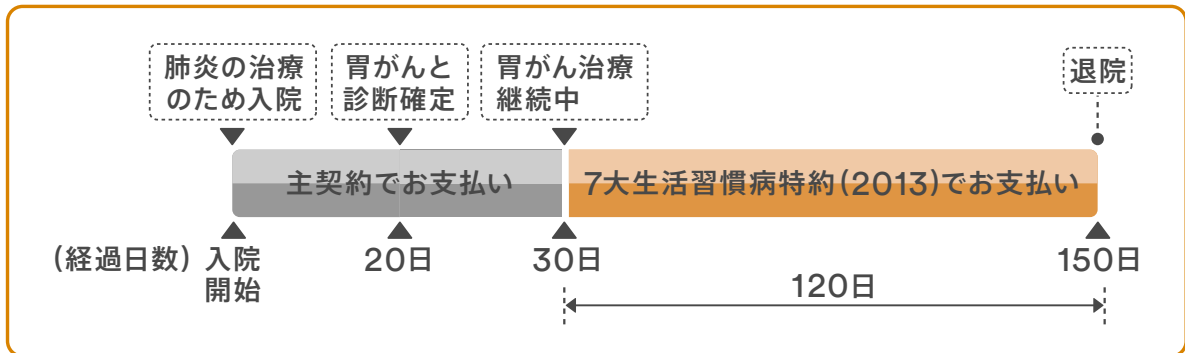 肺炎の治療
のため入院
胃がんと
診断確定
胃がん治療
継続中
退院
主契約でお支払い
7大生活習慣病特約(2013)でお支払い
(経過日数)
入院
開始
20日
30日
150日
120日